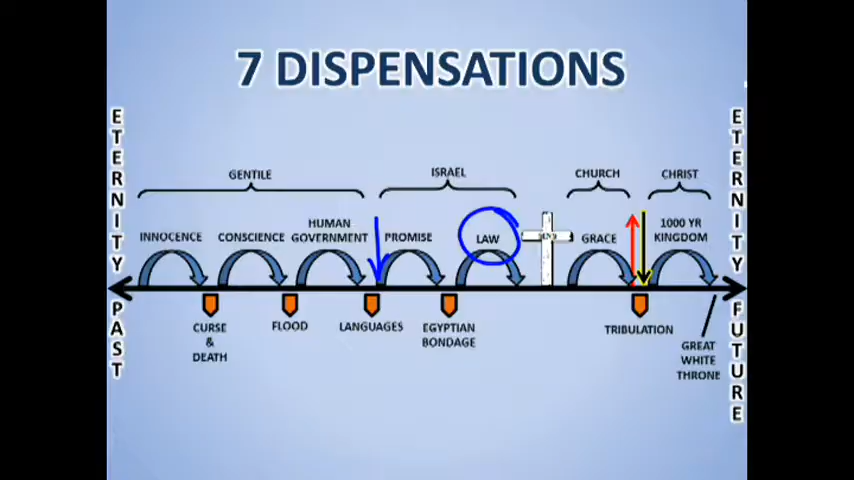 7 DISPENSATIONS
ETERNITY
PAST
GENTILE
ISRAEL
CHURCH
CHRIST
INNOCENCE
CONSCIENCE
HUMAN
GOVERNMENT
PROMISE
LAW
GRACE
1000 YR
KINGDOM
CURSE
&
DEATH
FLOOD
LANGUAGES
EGYPTIAN
BONDAGE
TRIBULATION
GREAT
WHITE
THRONE
ETERNITY
FUTURE